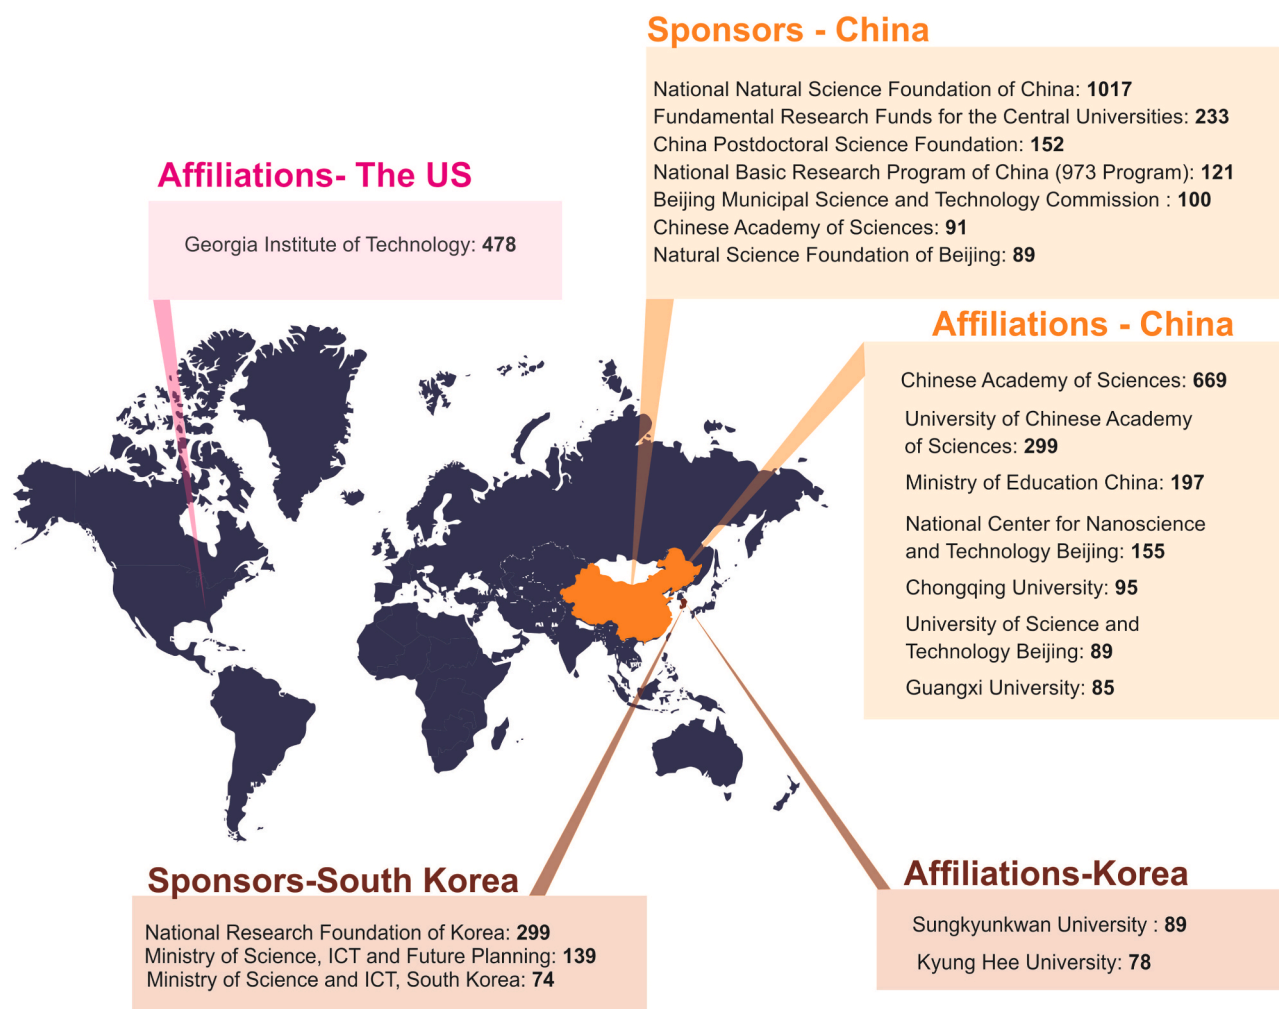 Sponsors - China
National Natural Science Foundation of China: 1017
Fundamental Research Funds for the Central Universities: 233
China Postdoctoral Science Foundation: 152
National Basic Research Program of China (973 Program): 121
Beijing Municipal Science and Technology Commission : 100
Chinese Academy of Sciences: 91
Natural Science Foundation of Beijing: 89
Affiliations- The US
Georgia Institute of Technology: 478
Affiliations - China
Chinese Academy of Sciences: 669
University of Chinese Academy
of Sciences: 299
Ministry of Education China: 197
National Center for Nanoscience
and Technology Beijing: 155
Chongqing University: 95
University of Science and
Technology Beijing: 89
Guangxi University: 85
Sponsors-South Korea
National Research Foundation of Korea: 299
Ministry of Science, ICT and Future Planning: 139
Ministry of Science and ICT, South Korea: 74
Affiliations-Korea
Sungkyunkwan University : 89
Kyung Hee University: 78